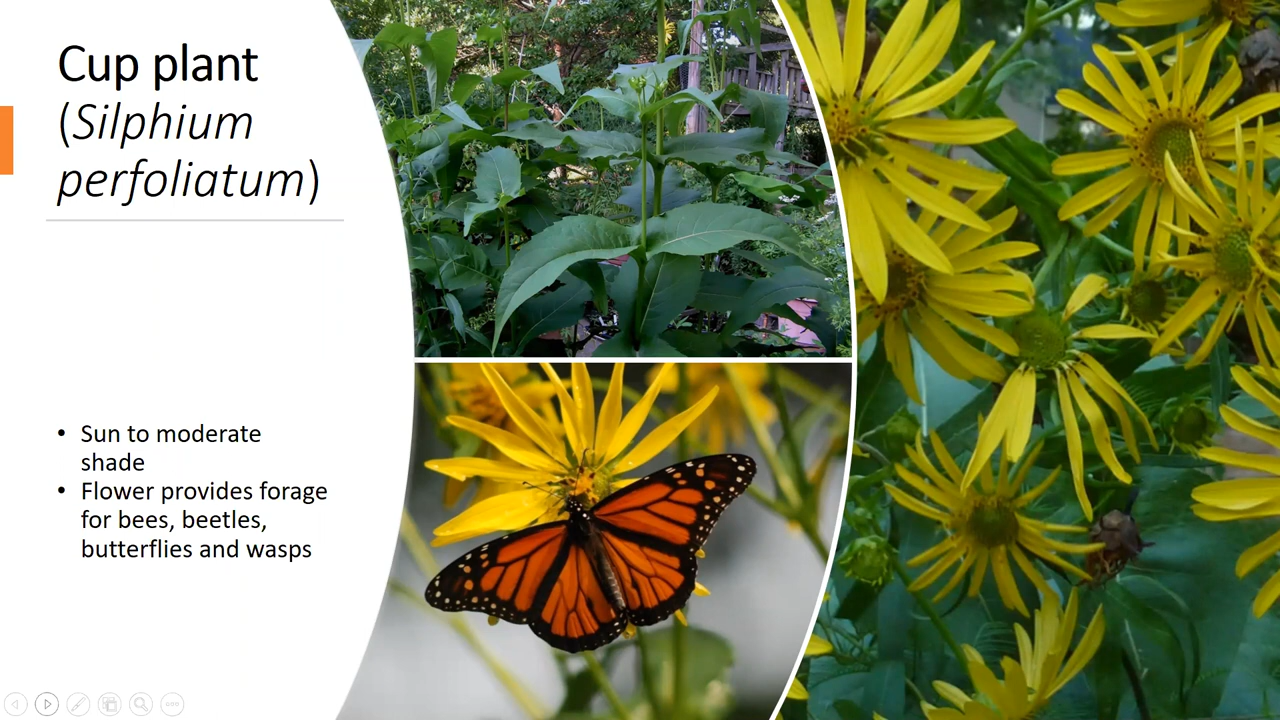 Cup plant
(Silphium
perfoliatum)
• Sun to moderate
shade
• Flower provides forage
for bees, beetles,
butterflies and wasps